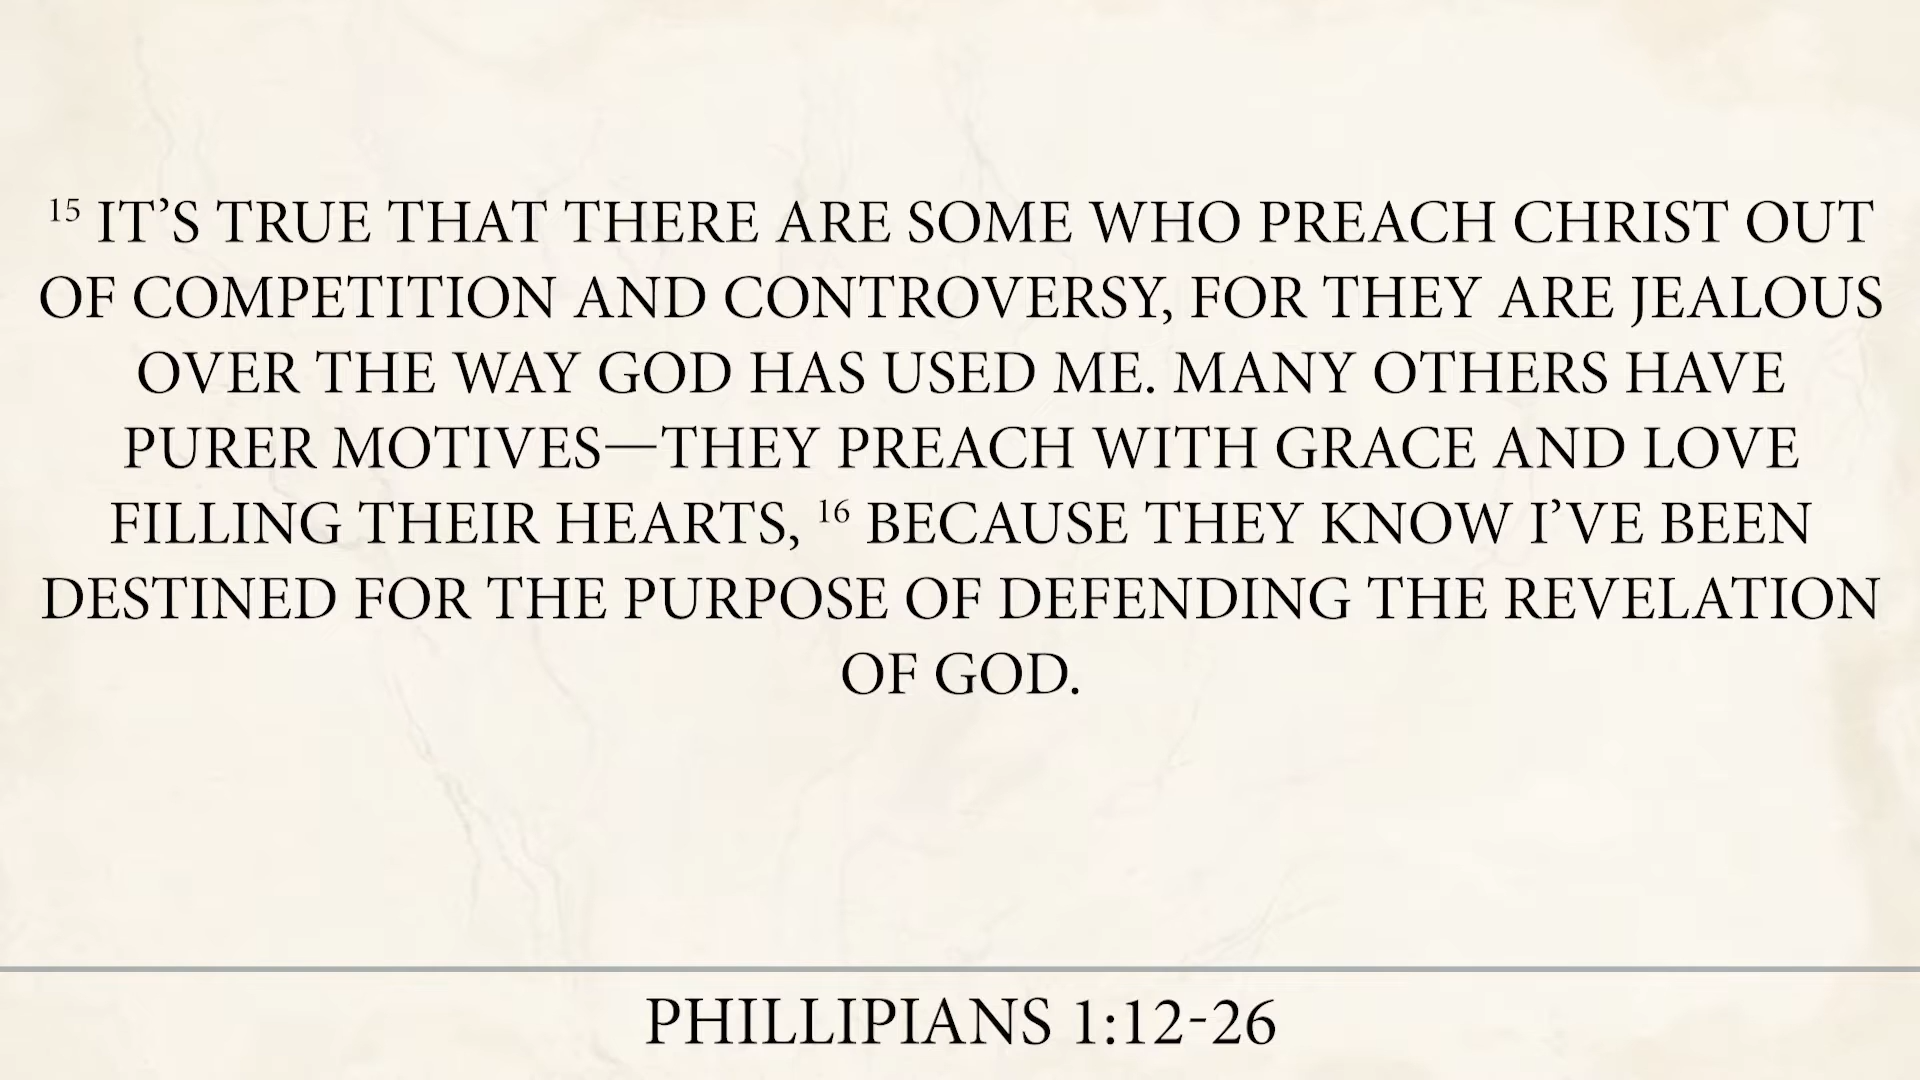 15 IT’S TRUE THAT THERE ARE SOME WHO PREACH CHRIST OUT
OF COMPETITION AND CONTROVERSY, FOR THEY ARE JEALOUS
OVER THE WAY GOD HAS USED ME. MANY OTHERS HAVE
PURER MOTIVES—THEY PREACH WITH GRACE AND LOVE
FILLING THEIR HEARTS, 16 BECAUSE THEY KNOW I’VE BEEN
DESTINED FOR THE PURPOSE OF DEFENDING THE REVELATION
OF GOD.
PHILLIPIANS 1:12-26